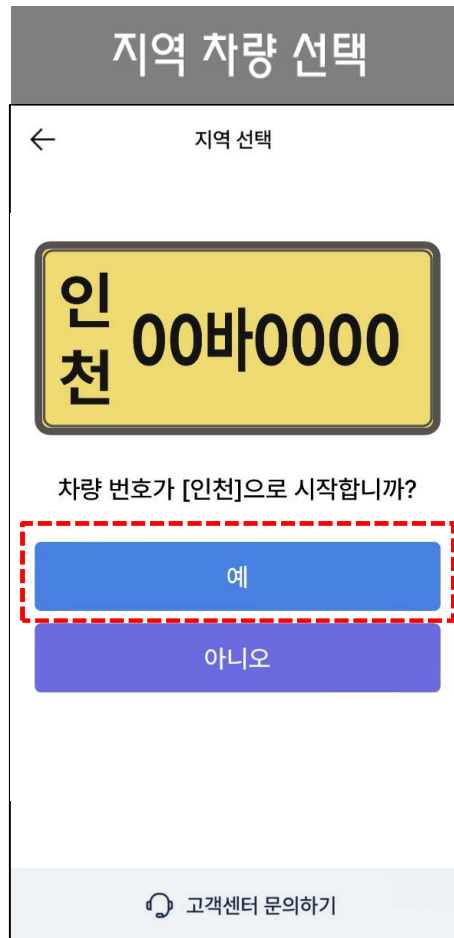 지역 차량 선택
지역 선택
인천 00바0000
차량 번호가 [인천]으로 시작합니까?
예
아니오
고객센터 문의하기